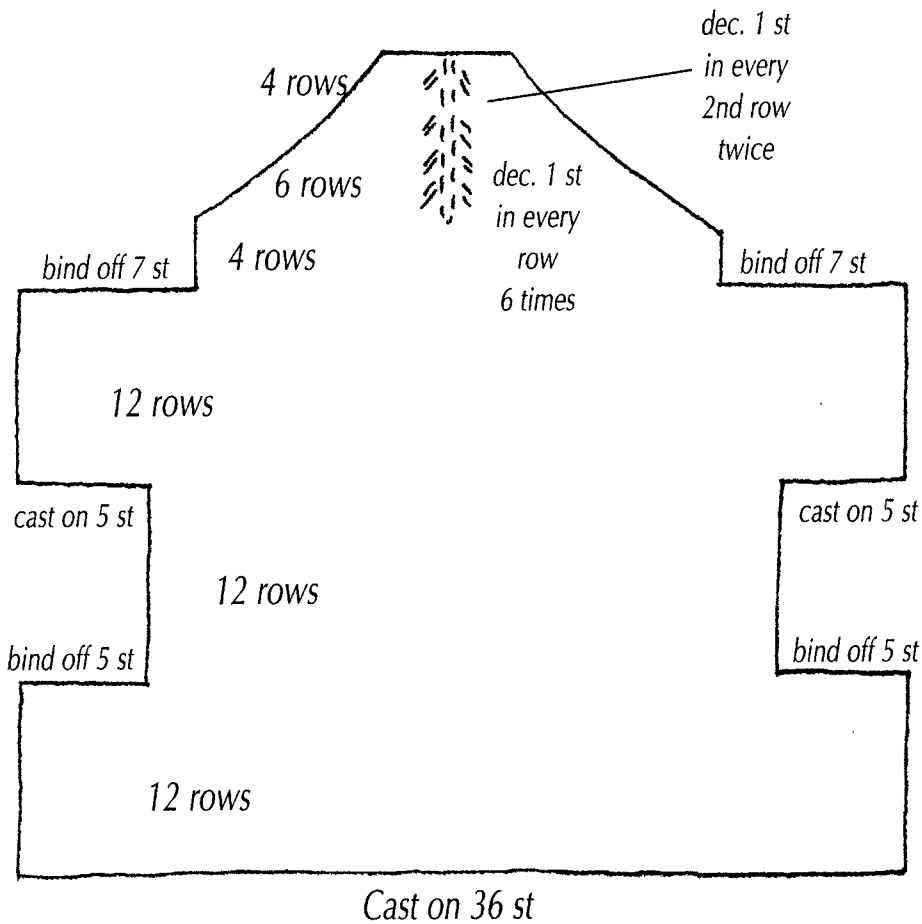 dec. 1 st
in every
2nd row
twice
4 rows
6 rows
dec. 1 st
in every
row
6 times
4 rows
bind off 7 st
bind off 7 st
12 rows
cast on 5 st
cast on 5 st
12 rows
bind off 5 st
bind off 5 st
12 rows
Cast on 36 st